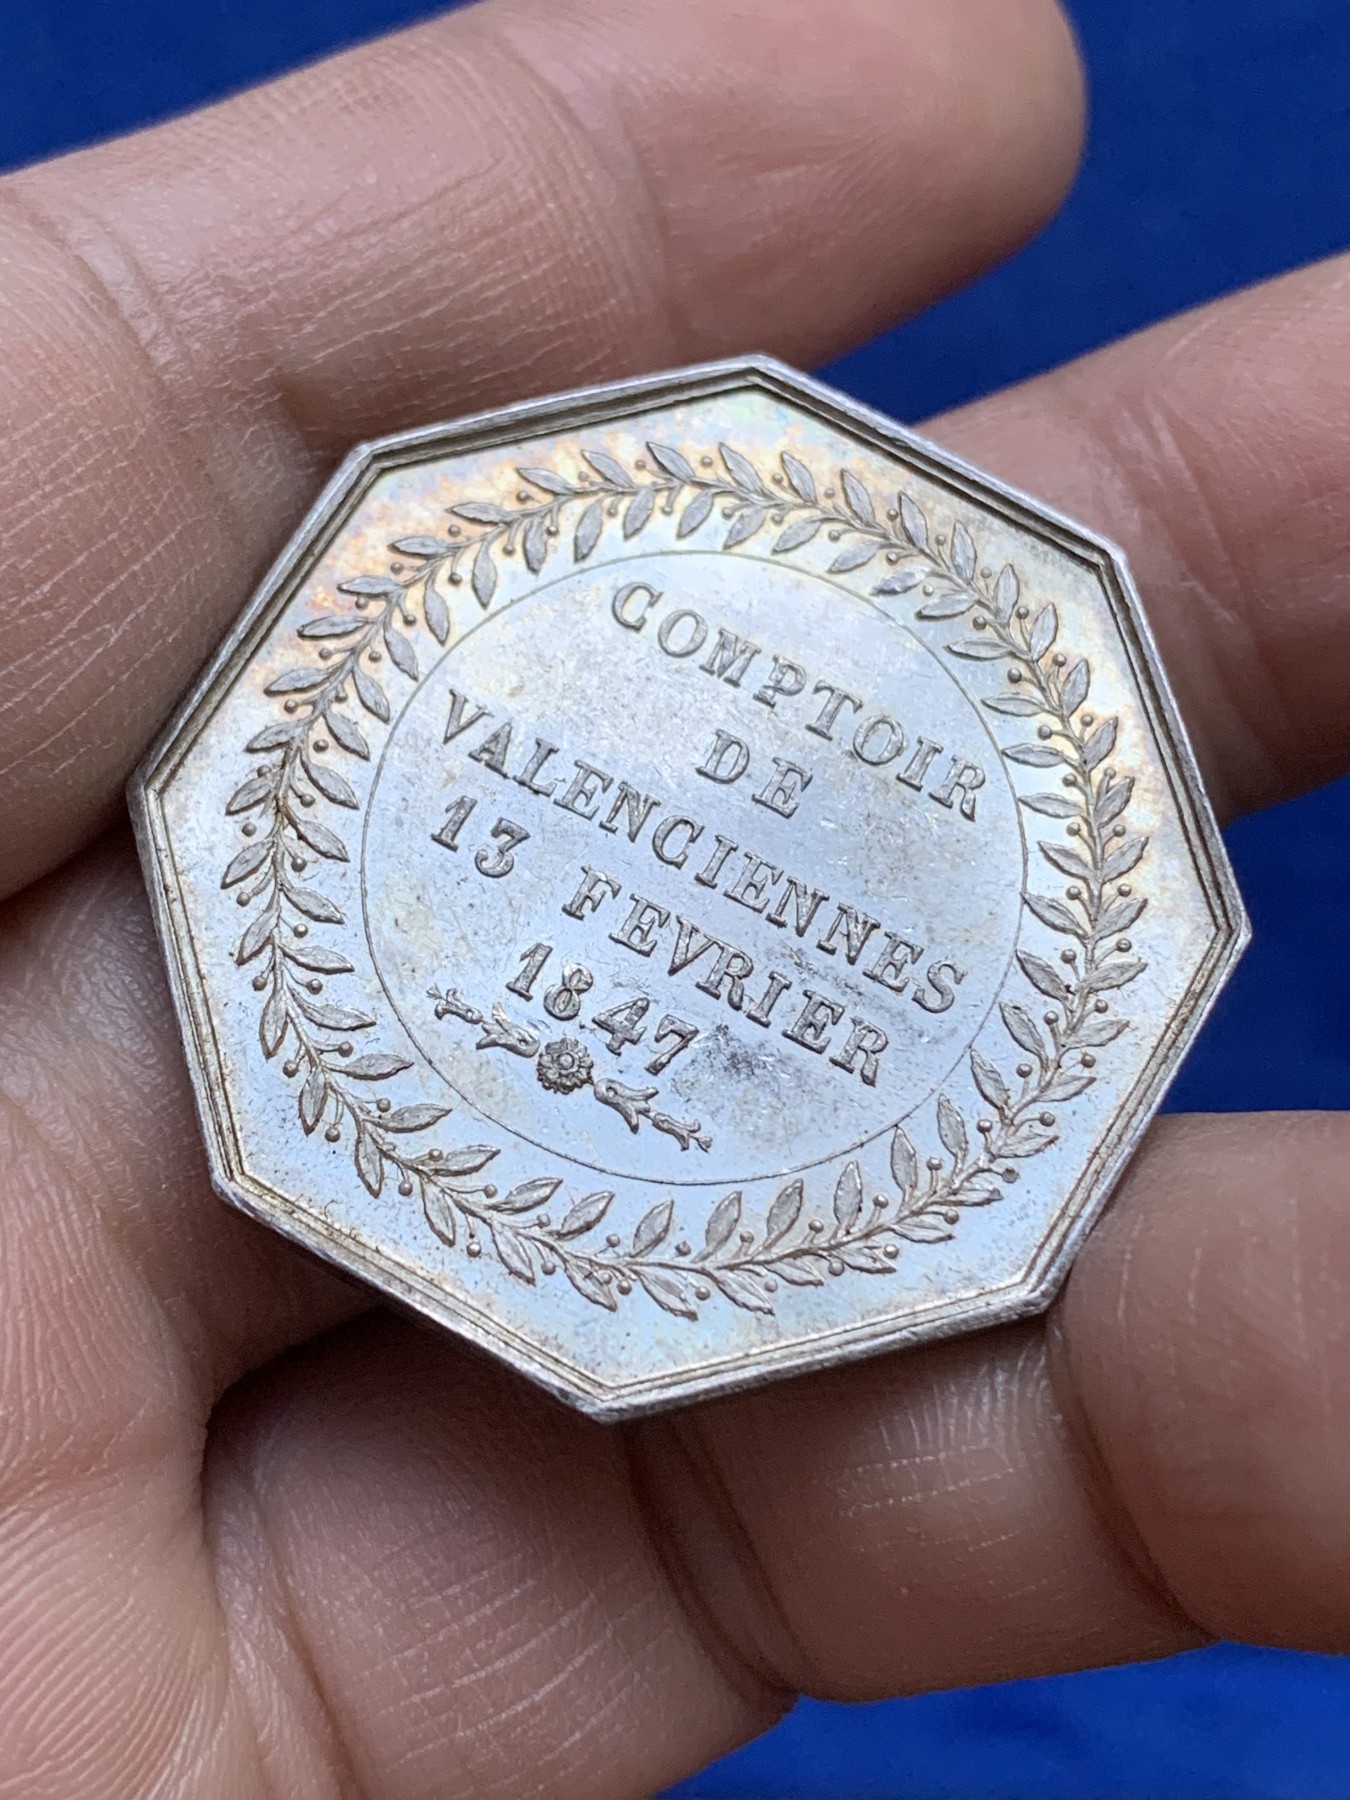 COMPTOIR
DE
VALENCIENNES
13 FEVRIER
1847